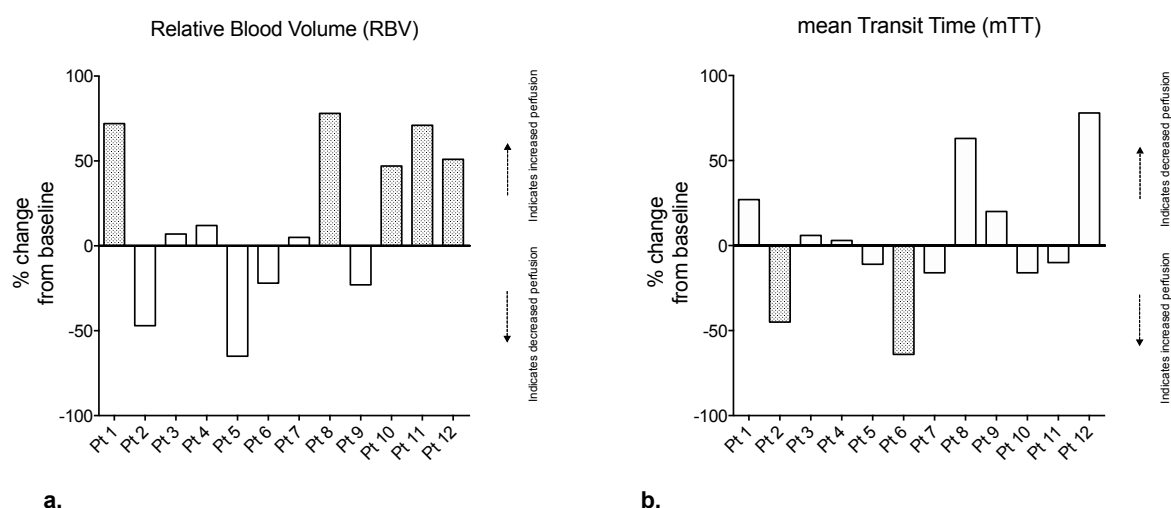 Relative Blood Volume (RBV)
100
50
0
-50
-100
% change
from baseline
Indicates increased perfusion
Indicates decreased perfusion
Pt 1
Pt 2
Pt 3
Pt 4
Pt 5
Pt 6
Pt 7
Pt 8
Pt 9
Pt 10
Pt 11
Pt 12
a.
mean Transit Time (mTT)
100
50
0
-50
-100
% change
from baseline
Indicates decreased perfusion
Indicates increased perfusion
Pt 1
Pt 2
Pt 3
Pt 4
Pt 5
Pt 6
Pt 7
Pt 8
Pt 9
Pt 10
Pt 11
Pt 12
b.